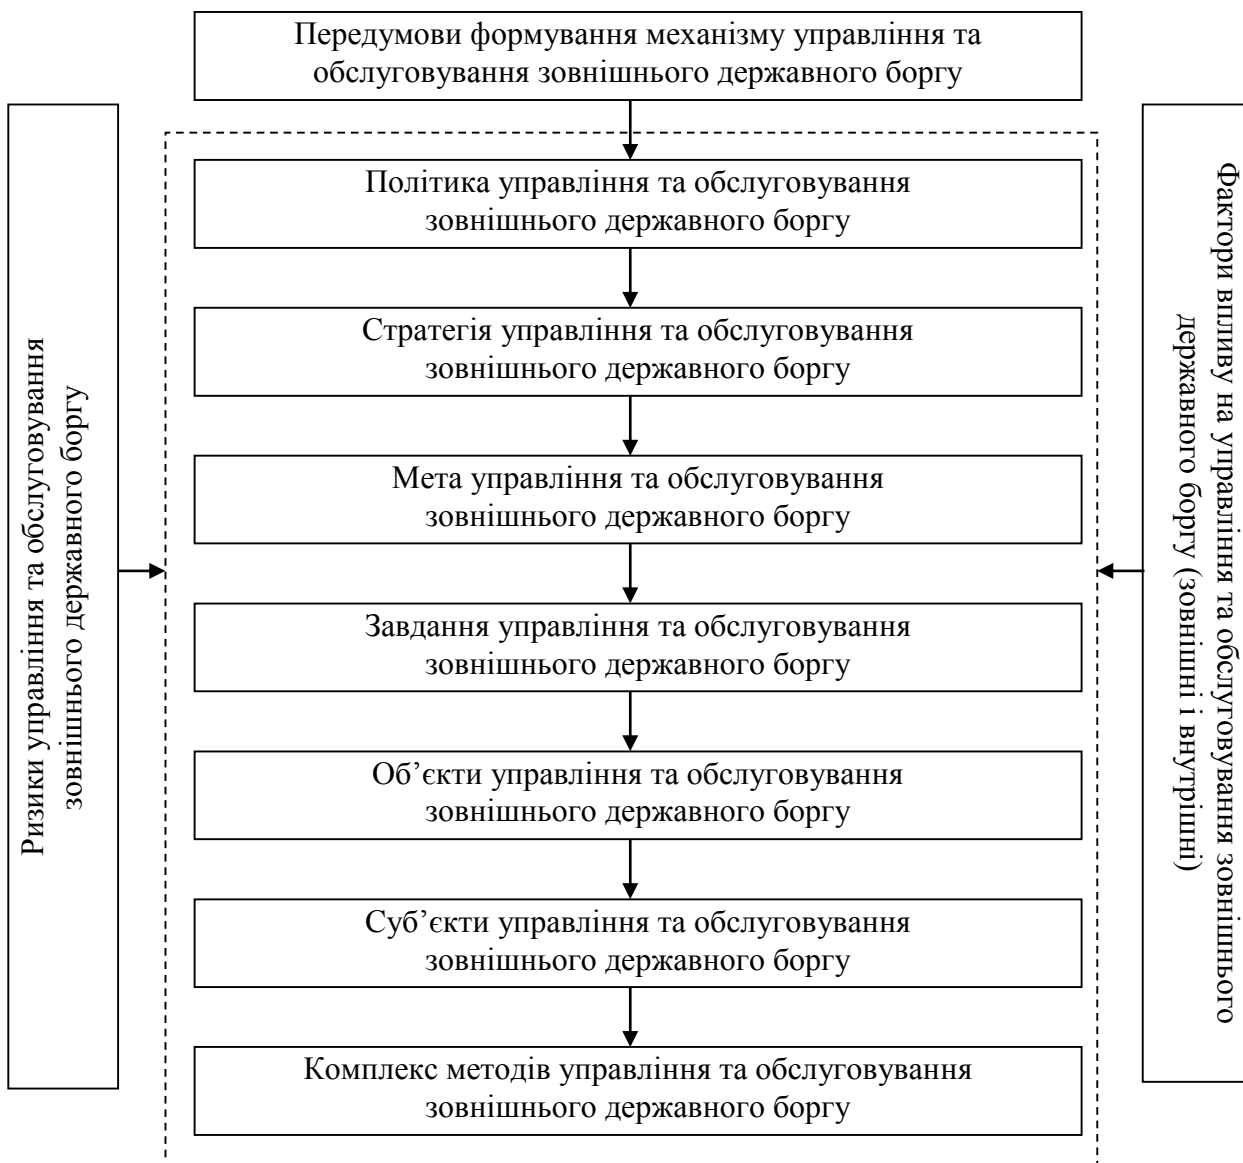 Передумови формування механізму управління та
обслуговування зовнішнього державного боргу
Ризики управління та обслуговування
зовнішнього державного боргу
Політика управління та обслуговування
зовнішнього державного боргу
Стратегія управління та обслуговування
зовнішнього державного боргу
Мета управління та обслуговування
зовнішнього державного боргу
Завдання управління та обслуговування
зовнішнього державного боргу
Об’єкти управління та обслуговування
зовнішнього державного боргу
Суб’єкти управління та обслуговування
зовнішнього державного боргу
Комплекс методів управління та обслуговування
зовнішнього державного боргу
Фактори впливу на управління та обслуговування зовнішнього
державного боргу (зовнішні і внутрішні)